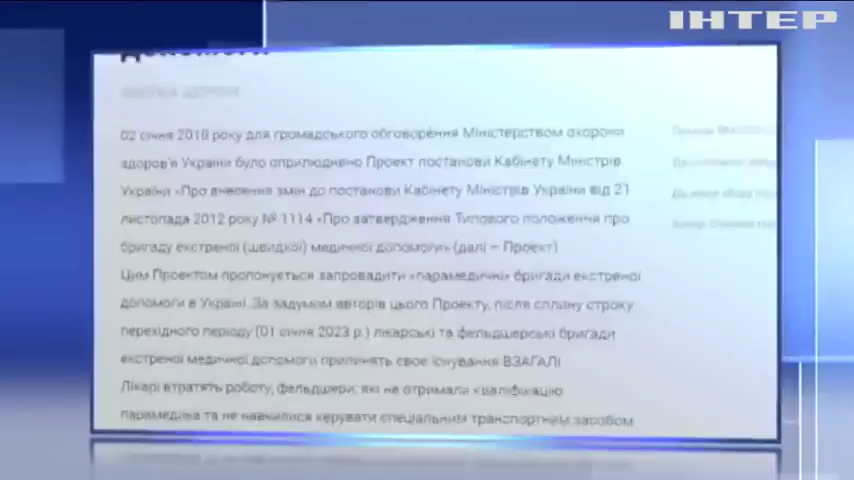 ІНТЕР
02 січня 2019 року для громадського обговорення Міністерством охорони
здоров'я України було оприлюднено Проект постанови Кабінету Міністрів
України «Про внесення змін до постанови Кабінету Міністрів України від 21
листопада 2012 року № 1114 «Про затвердження Типового положення про
бригаду екстреної (швидкої) медичної допомоги» (далі – Проект)
Цим Проектом пропонується запровадити «парамедичні» бригади екстреної
допомоги в Україні. За задумом авторів цього Проекту, після спливу строку
перехідного періоду (01 січня 2023 р.) лікарські та фельдшерські бригади
екстреної медичної допомоги припинять своє існування ВЗАГАЛІ
Лікарі втратять роботу, фельдшери, які не отримали кваліфікацію
парамедика та не навчилися керувати спеціальним транспортним засобом